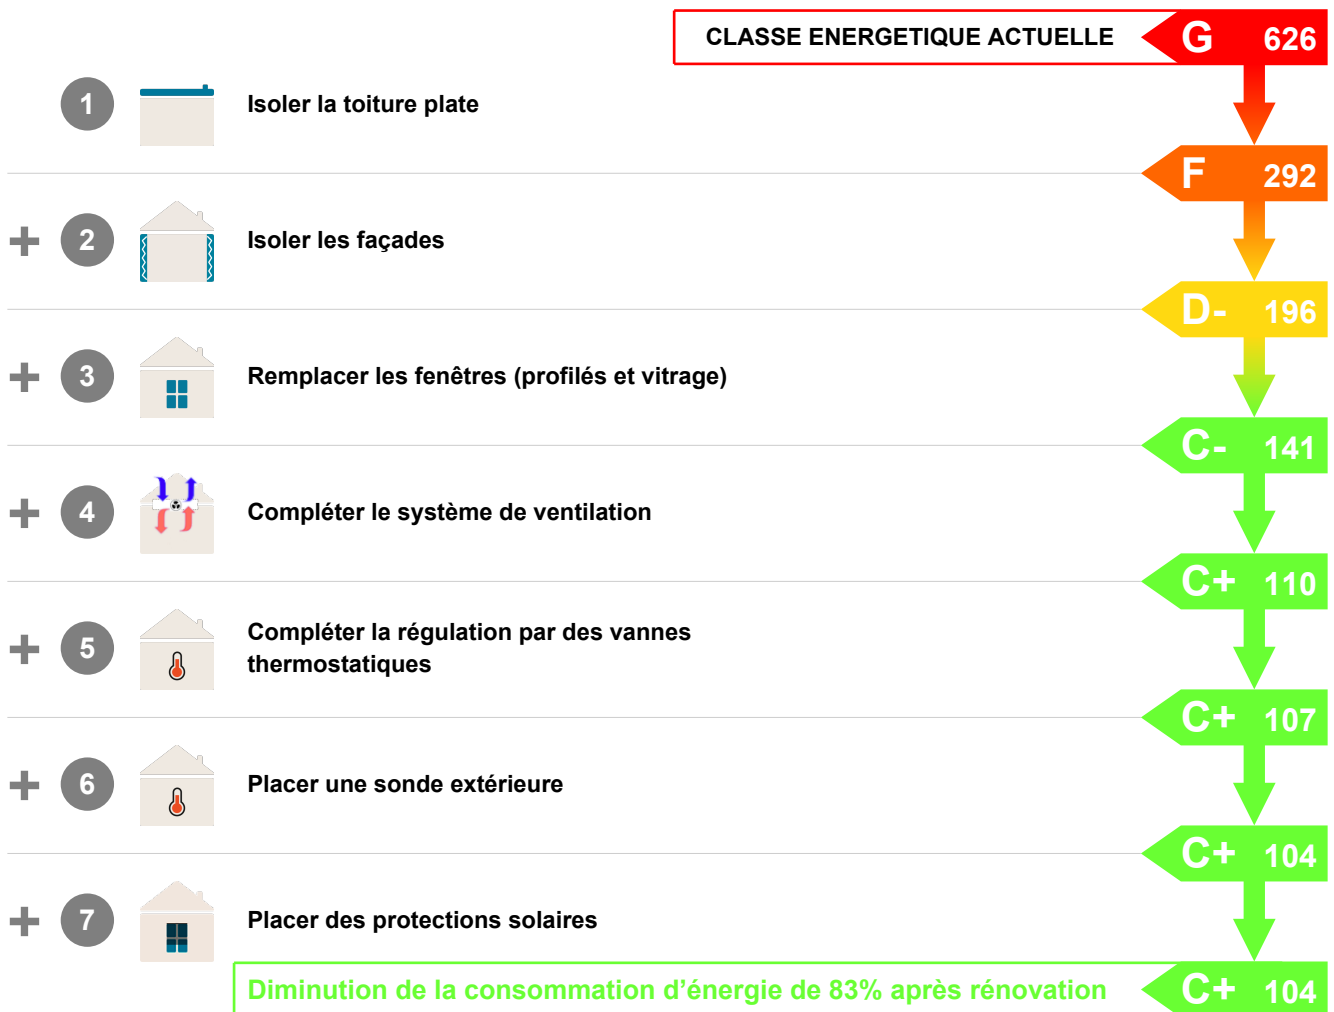 CLASSE ENERGETIQUE ACTUELLE G 626
1 Isoler la toiture plate
F 292
+ 2 Isoler les façades
D- 196
+ 3 Remplacer les fenêtres (profilés et vitrage)
C- 141
+ 4 Compléter le système de ventilation
C+ 110
+ 5 Compléter la régulation par des vannes
thermostatiques
C+ 107
+ 6 Placer une sonde extérieure
C+ 104
+ 7 Placer des protections solaires
Diminution de la consommation d’énergie de 83% après rénovation C+ 104